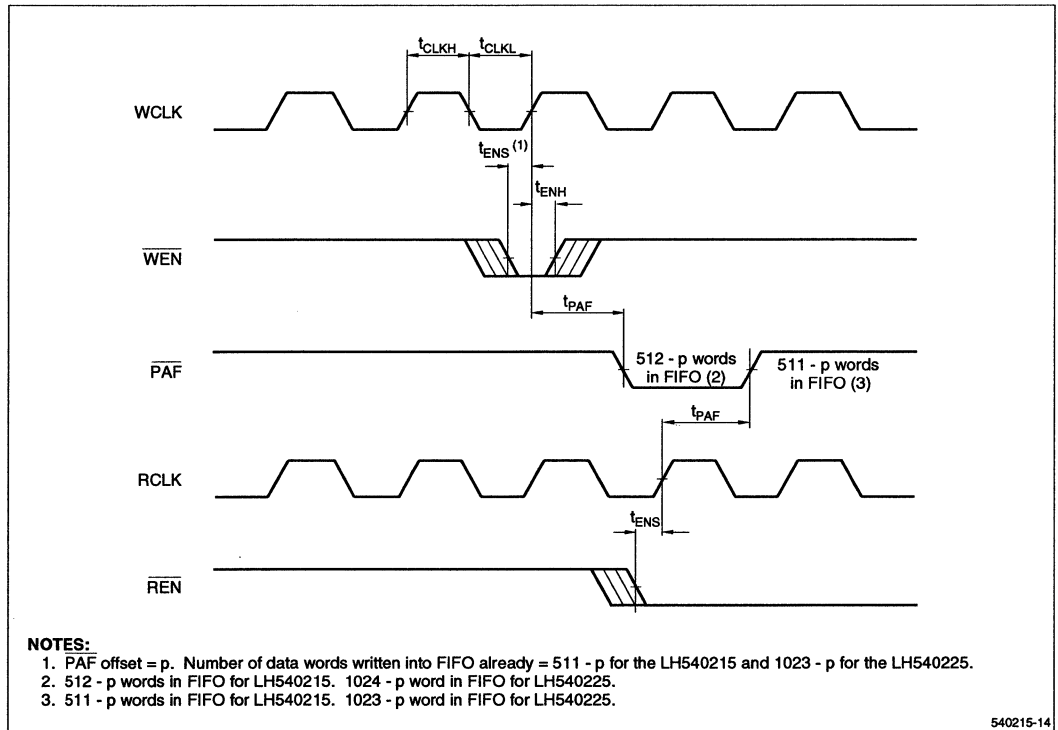 tCLKH tCLKL
WCLK
tENS (1)
tENH
WEN
tPAF
PAF
512 - p words
in FIFO (2)
511 - p words
in FIFO (3)
tPAF
RCLK
tENS
REN
NOTES:
1. PAF offset = p. Number of data words written into FIFO already = 511 - p for the LH540215 and 1023 - p for the LH540225.
2. 512 - p words in FIFO for LH540215. 1024 - p word in FIFO for LH540225.
3. 511 - p words in FIFO for LH540215. 1023 - p word in FIFO for LH540225.
540215-14